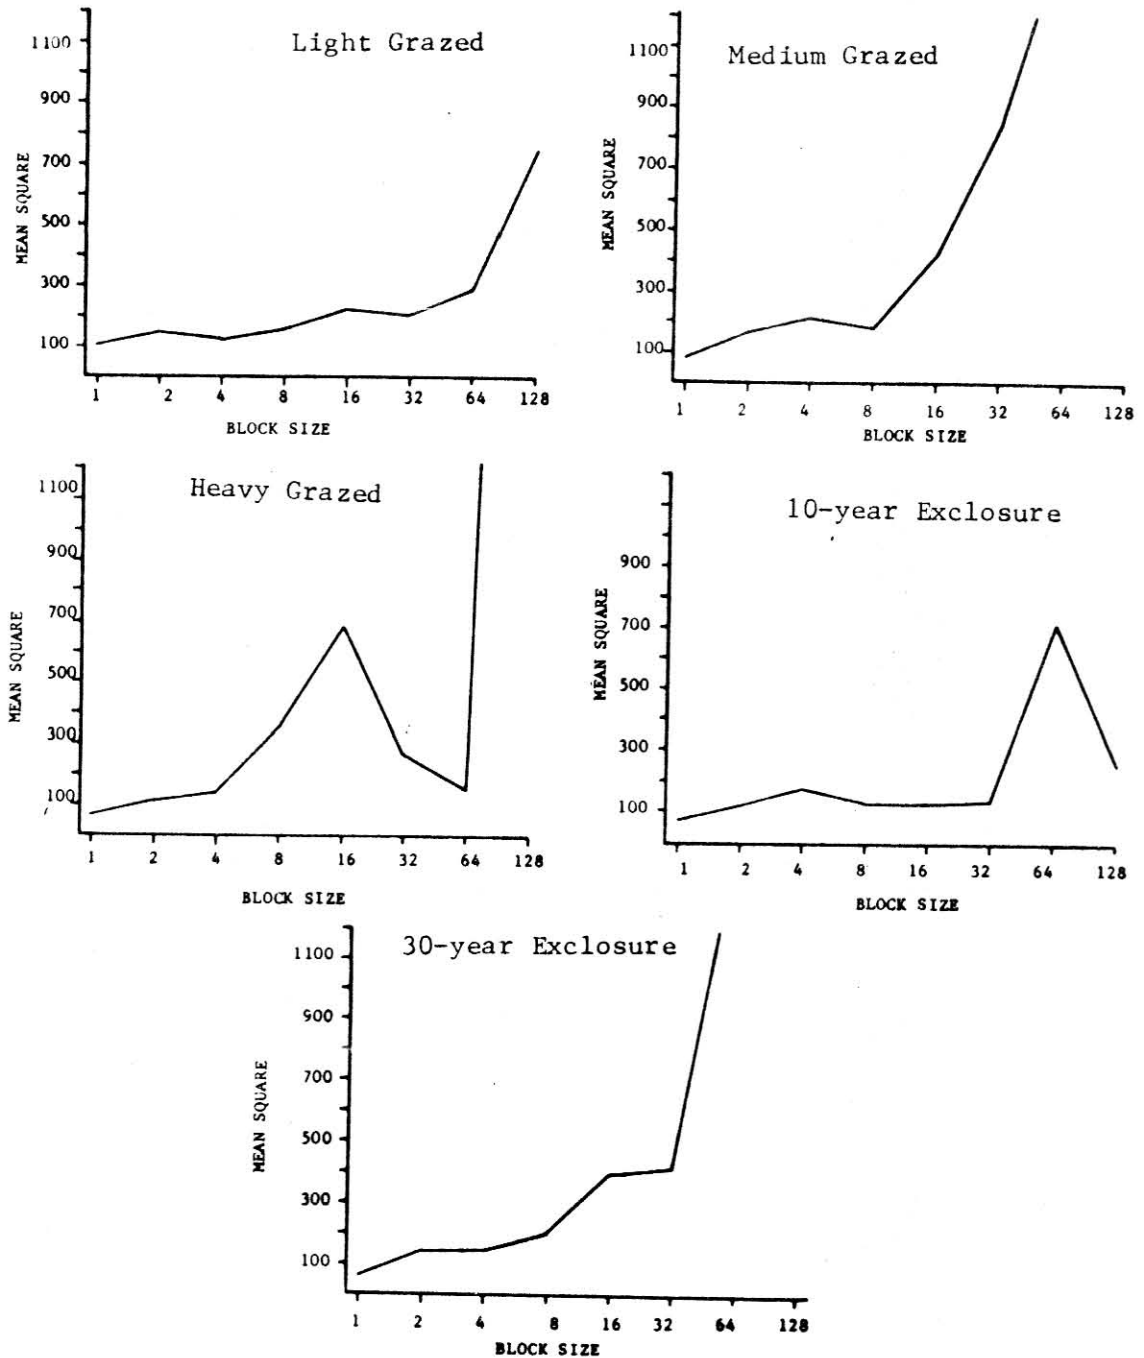 Light Grazed
1100
900
700
500
300
100
MEAN SQUARE
1 2 4 8 16 32 64 128
BLOCK SIZE
Medium Grazed
1100
900
700
500
300
100
MEAN SQUARE
1 2 4 8 16 32 64 128
BLOCK SIZE
Heavy Grazed
1100
900
700
500
300
100
MEAN SQUARE
1 2 4 8 16 32 64 128
BLOCK SIZE
10-year Exclosure
900
700
500
300
100
MEAN SQUARE
1 2 4 8 16 32 64 128
BLOCK SIZE
30-year Exclosure
1100
900
700
500
300
100
MEAN SQUARE
1 2 4 8 16 32 64 128
BLOCK SIZE